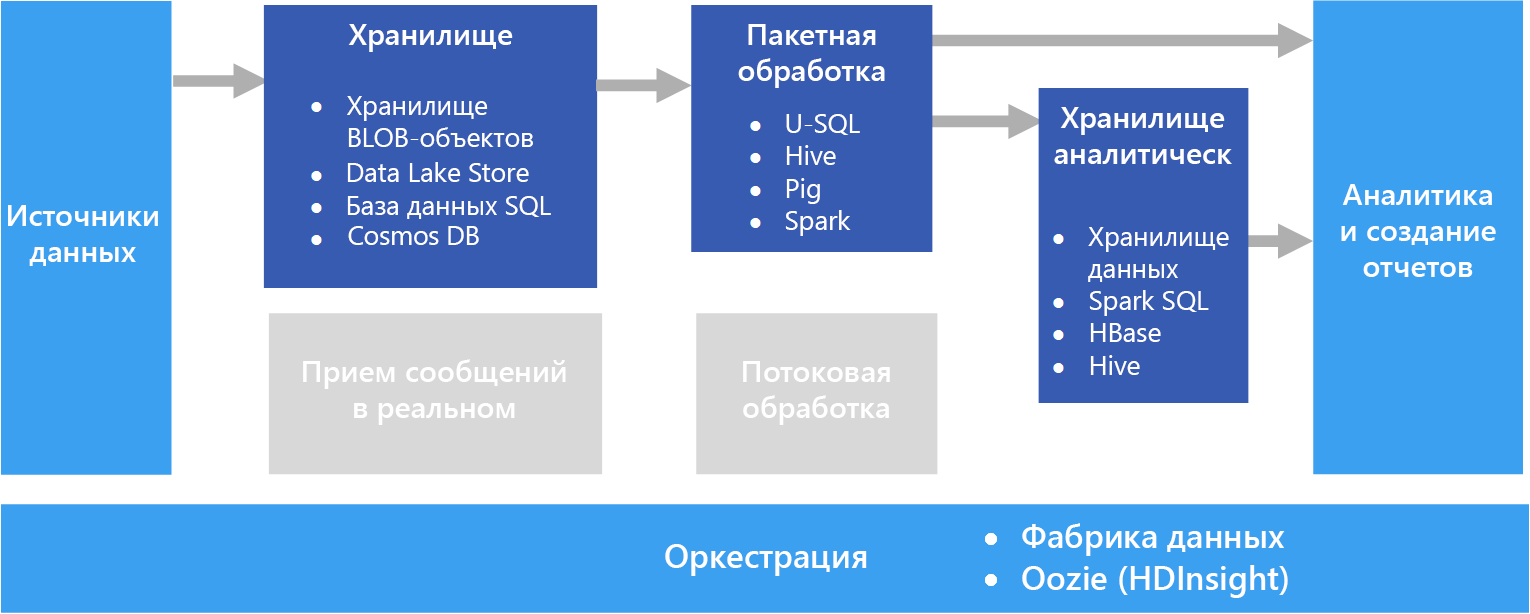 Источники
данных
Хранилище
Хранилище
BLOB-объектов
Data Lake Store
База данных SQL
Cosmos DB
Прием сообщений
в реальном
Пакетная
обработка
U-SQL
Hive
Pig
Spark
Потоковая
обработка
Хранилище
аналитическ
Хранилище
данных
Spark SQL
HBase
Hive
Аналитика
и создание
отчетов
Оркестрация
Фабрика данных
Oozie (HDInsight)